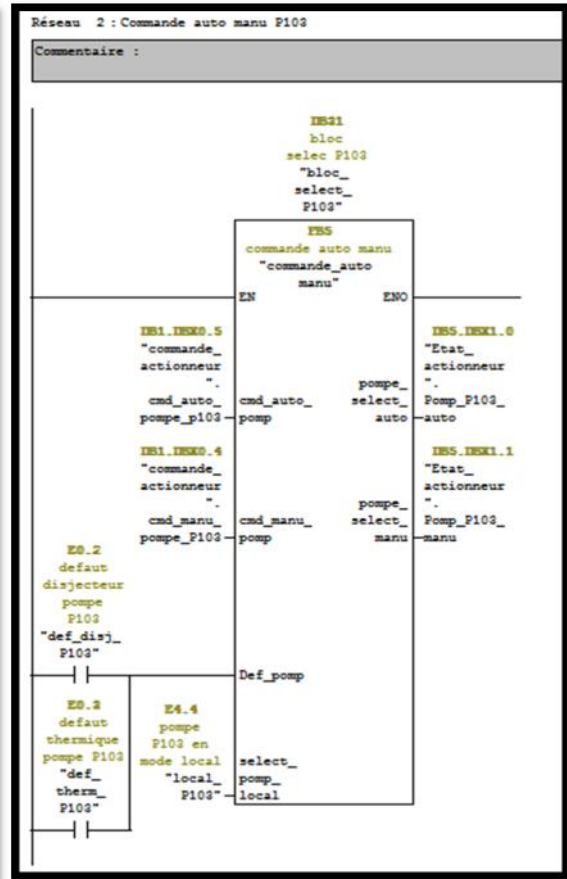 Réseau 2 : Commande auto manu P103
Commentaire :
DB21
bloc
selec P103
"bloc_
select_
P103"
FB5
commande auto manu
"commande_auto
manu"
EN
ENO
DB1.DBX0.5
"commande_
actionneur
".
cmd_auto_
pompe_p103
cmd_auto_
pomp
pompe_
select_
auto
DB5.DBX1.0
"Etat_
actionneur
".
Pomp_P103_
auto
DB1.DBX0.4
"commande_
actionneur
".
cmd_manu_
pompe_P103
cmd_manu_
pomp
pompe_
select_
manu
DB5.DBX1.1
"Etat_
actionneur
".
Pomp_P103_
manu
E0.2
defaut
disjecteur
pompe
P103
"def_disj_
P103"
Def_pomp
E0.3
defaut
thermique
pompe P103
"def_
therm_
P103"
E4.4
pompe
P103 en
mode local
"local_
P103"
select_
pomp_
local